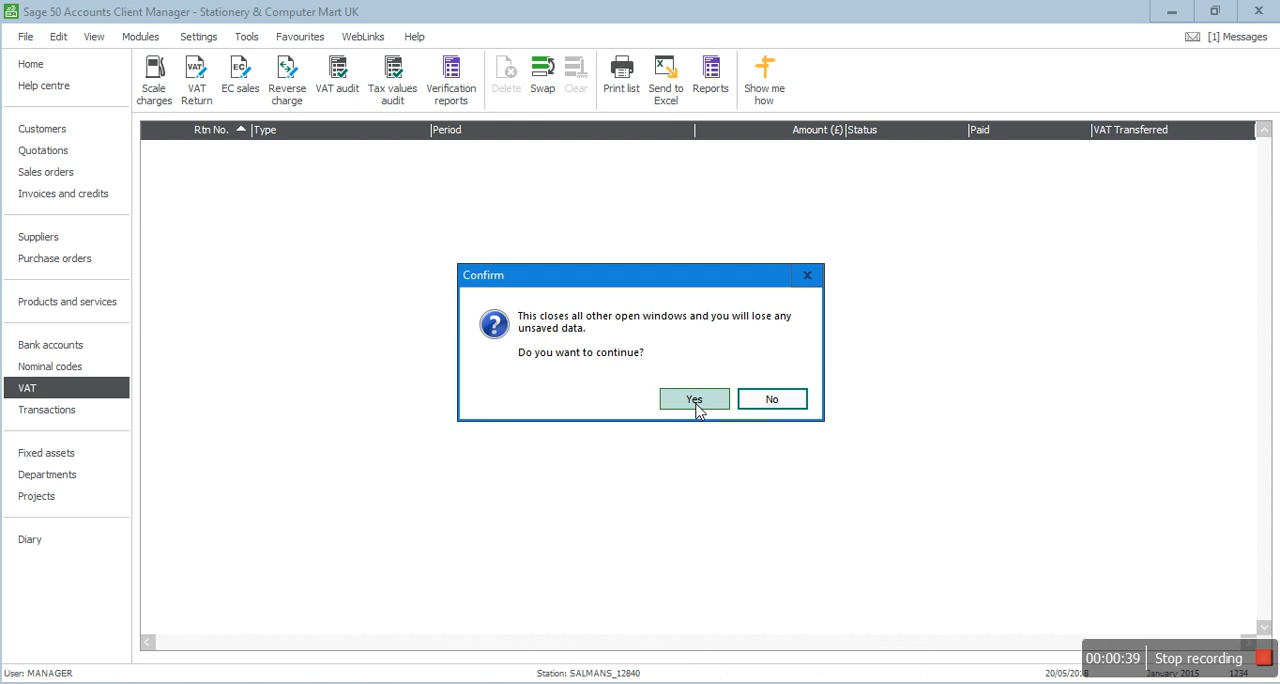 Sage 50 Accounts Client Manager - Stationery & Computer Mart UK
File Edit View Modules Settings Tools Favourites WebLinks Help [1] Messages
Home
Help centre
Customers
Quotations
Sales orders
Invoices and credits
Suppliers
Purchase orders
Products and services
Bank accounts
Nominal codes
VAT
Transactions
Fixed assets
Departments
Projects
Diary
Scale charges
VAT Return
EC sales
Reverse charge
VAT audit
Tax values audit
Verification reports
Delete
Swap
Clear
Print list
Send to Excel
Reports
Show me how
Rtn No. Type Period Amount (£) Status Paid VAT Transferred
Confirm
This closes all other open windows and you will lose any
unsaved data.
Do you want to continue?
Yes No
00:00:39 Stop recording
User: MANAGER Station: SALMANS_12840 January 2015 1234